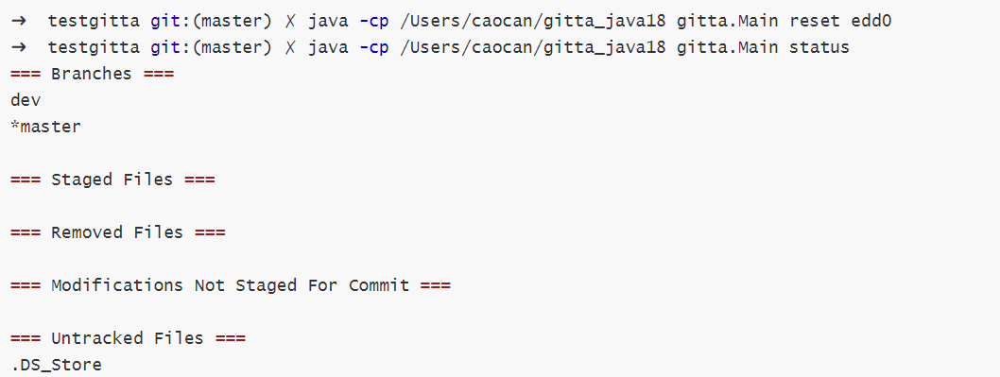 ➜  testgitta git:(master) ✗ java -cp /Users/caocan/gitta_java18 gitta.Main reset edd0
➜  testgitta git:(master) ✗ java -cp /Users/caocan/gitta_java18 gitta.Main status
=== Branches ===
dev
*master
=== Staged Files ===
=== Removed Files ===
=== Modifications Not Staged For Commit ===
=== Untracked Files ===
.DS_Store